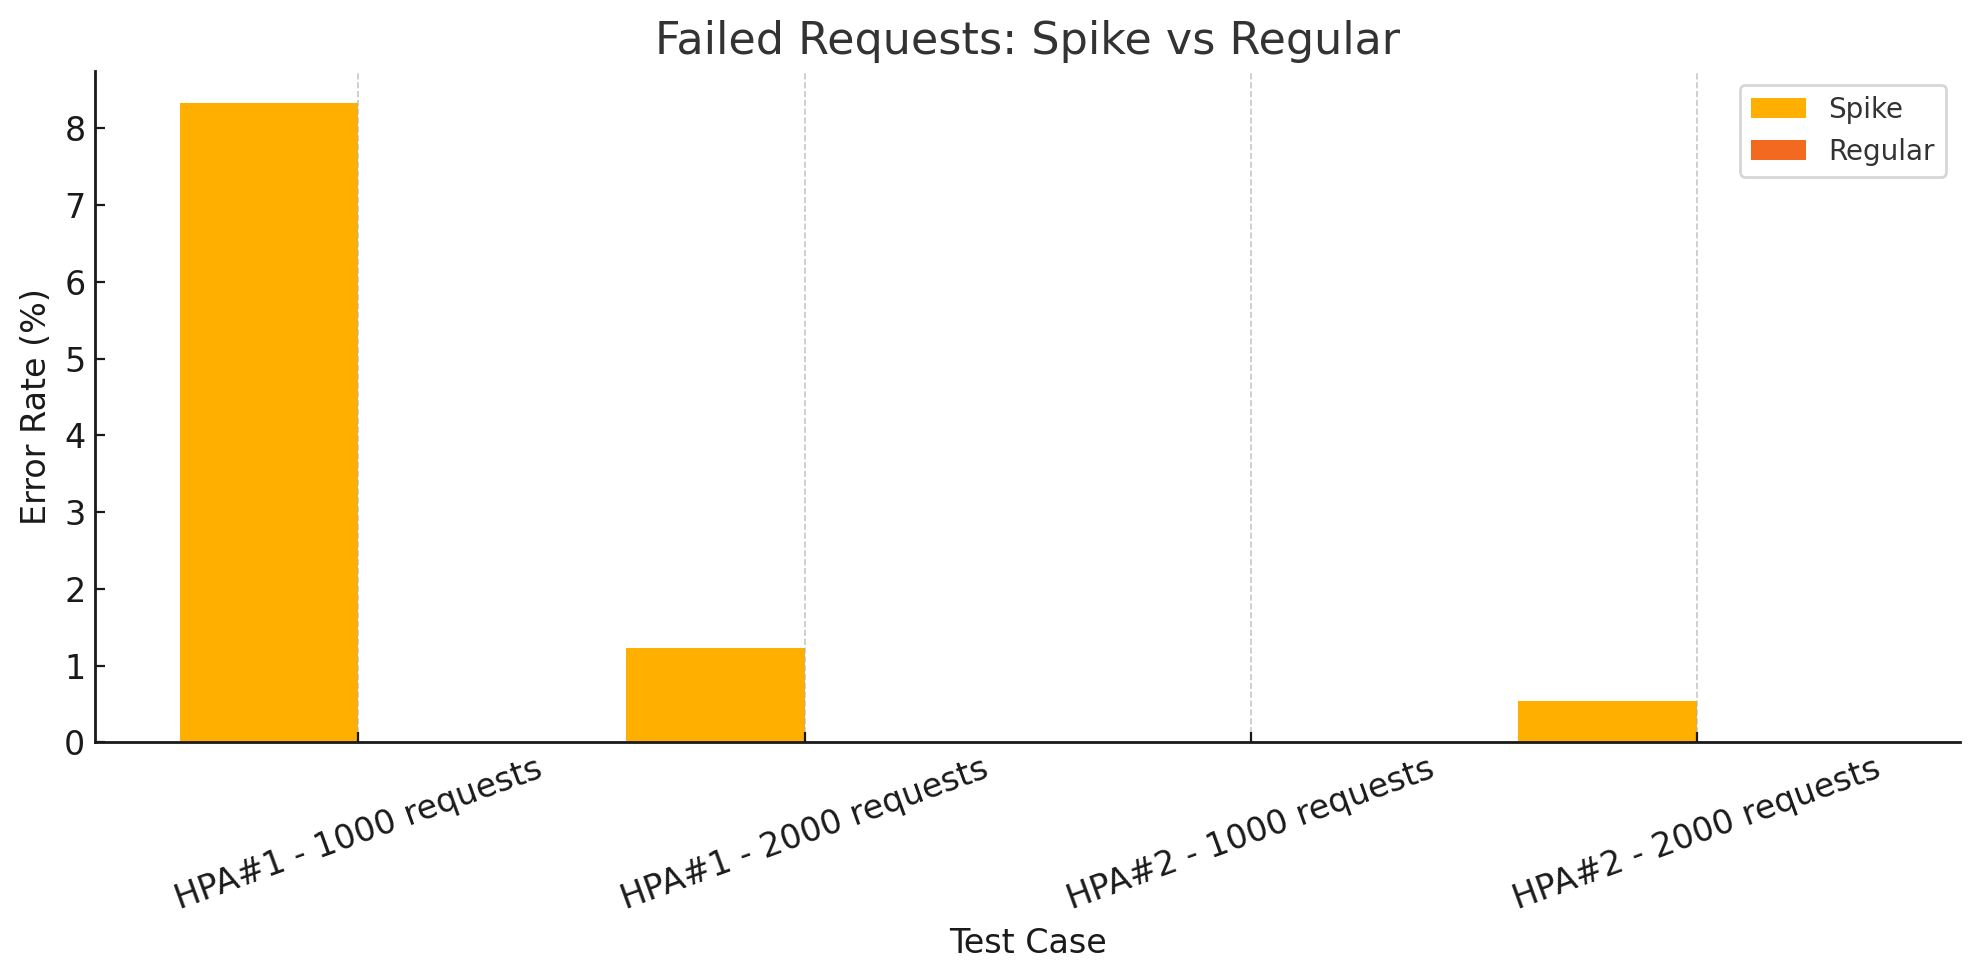 Failed Requests: Spike vs Regular
Spike
Regular
Error Rate (%)
8
7
6
5
4
3
2
1
0
HPA#1 - 1000 requests
HPA#1 - 2000 requests
HPA#2 - 1000 requests
HPA#2 - 2000 requests
Test Case